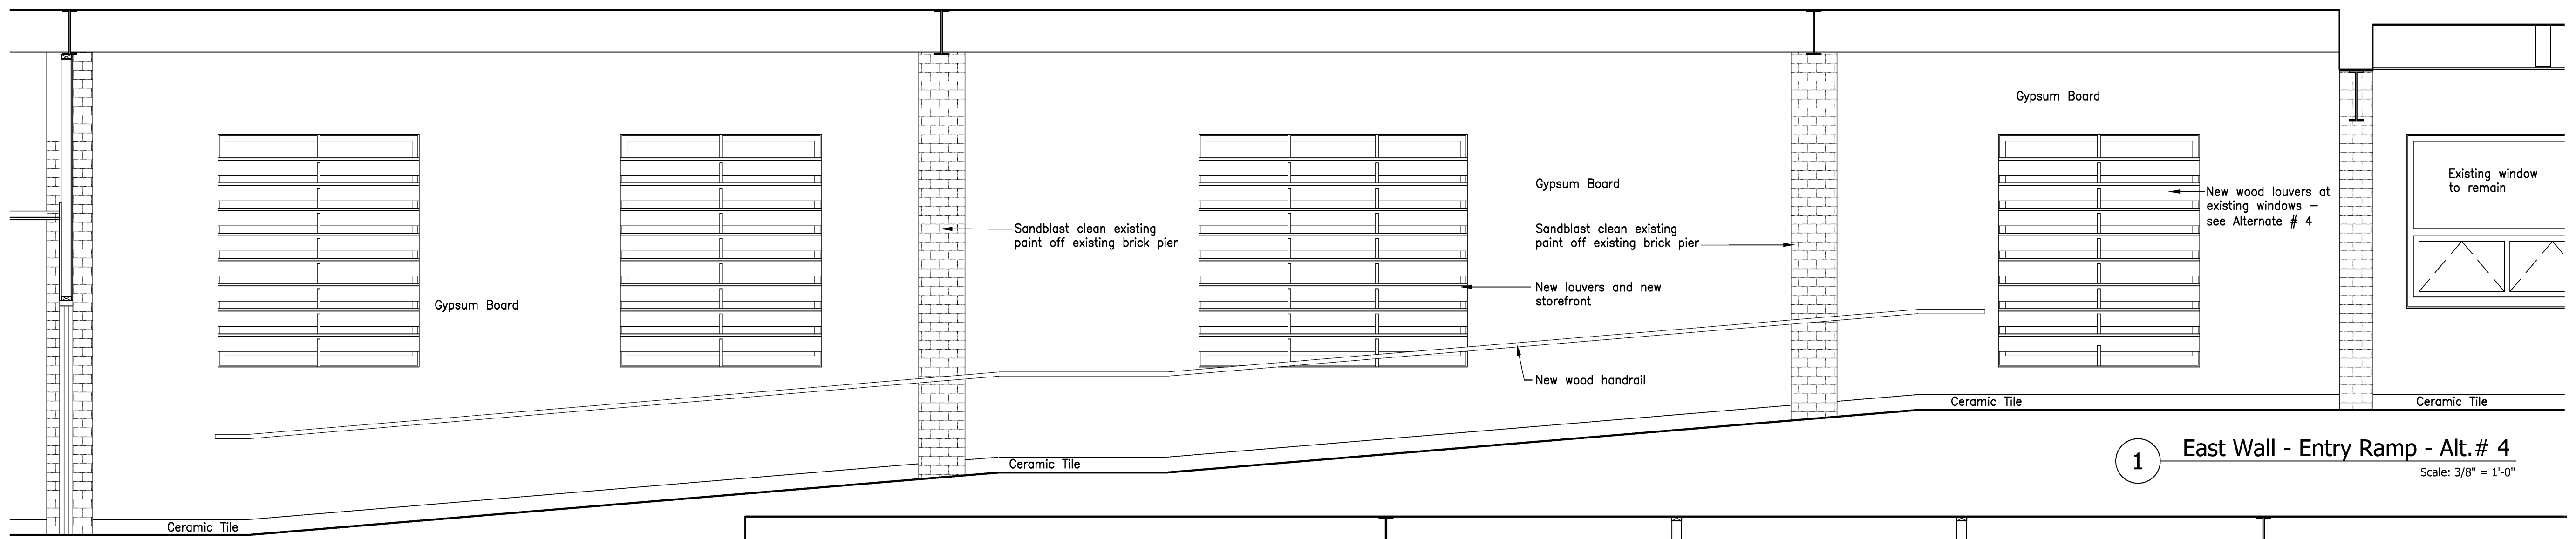 Gypsum Board
Gypsum Board
Sandblast clean existing
paint off existing brick pier
Gypsum Board
Sandblast clean existing
paint off existing brick pier
New louvers and new
storefront
New wood handrail
New wood louvers at
existing windows –
see Alternate # 4
Existing window
to remain
Ceramic Tile
Ceramic Tile
Ceramic Tile
Ceramic Tile
1
East Wall - Entry Ramp - Alt.# 4
Scale: 3/8" = 1'-0"